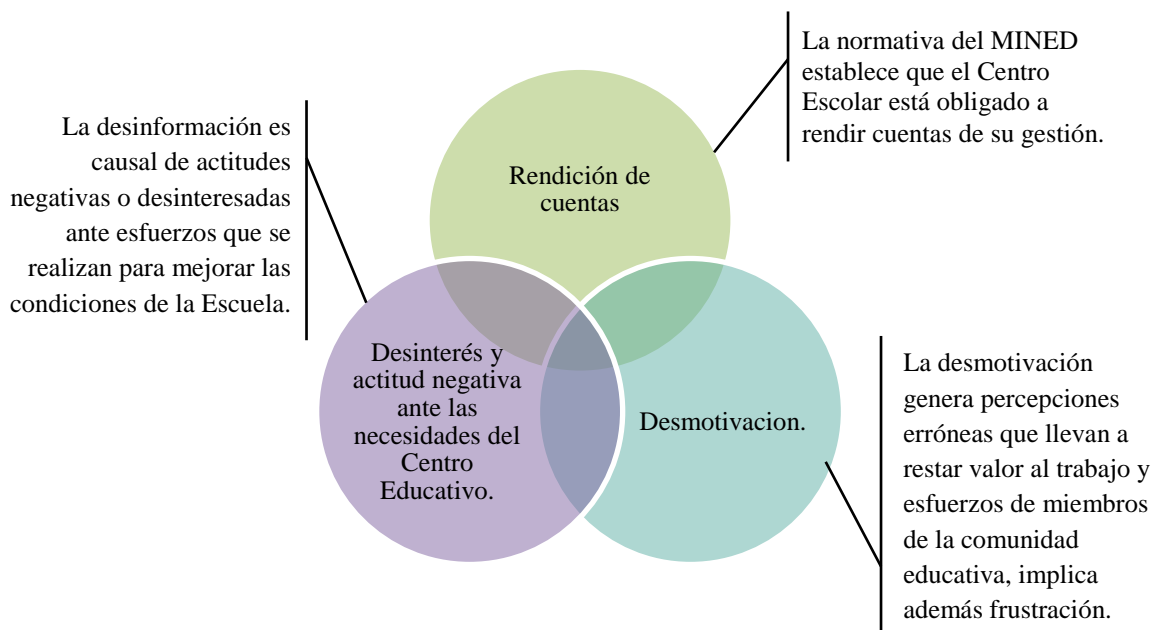 La normativa del MINED
establece que el Centro
Escolar está obligado a
rendir cuentas de su gestión.
La desinformación es
causal de actitudes
negativas o desinteresadas
ante esfuerzos que se
realizan para mejorar las
condiciones de la Escuela.
Rendición de
cuentas
Desinterés y
actitud negativa
ante las
necesidades del
Centro
Educativo.
Desmotivacion.
La desmotivación
genera percepciones
erróneas que llevan a
restar valor al trabajo y
esfuerzos de miembros
de la comunidad
educativa, implica
además frustración.